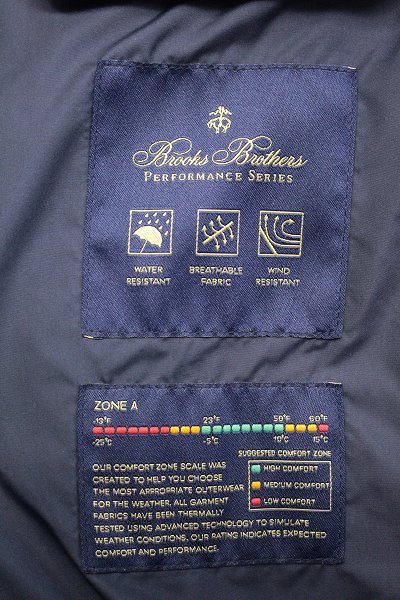 Brooks Brothers
PERFORMANCE SERIES
WATER RESISTANT
BREATHABLE FABRIC
WIND RESISTANT
ZONE A
-13°F 23°F 50°F 60°F
-25°C -5°C 10°C 15°C
SUGGESTED COMFORT ZONE
HIGH COMFORT
MEDIUM COMFORT
LOW COMFORT
OUR COMFORT ZONE SCALE WAS
CREATED TO HELP YOU CHOOSE
THE MOST APPROPRIATE OUTERWEAR
FOR THE WEATHER. ALL GARMENT
FABRICS HAVE BEEN THERMALLY
TESTED USING ADVANCED TECHNOLOGY TO SIMULATE
WEATHER CONDITIONS. OUR RATING INDICATES EXPECTED
COMFORT AND PERFORMANCE.